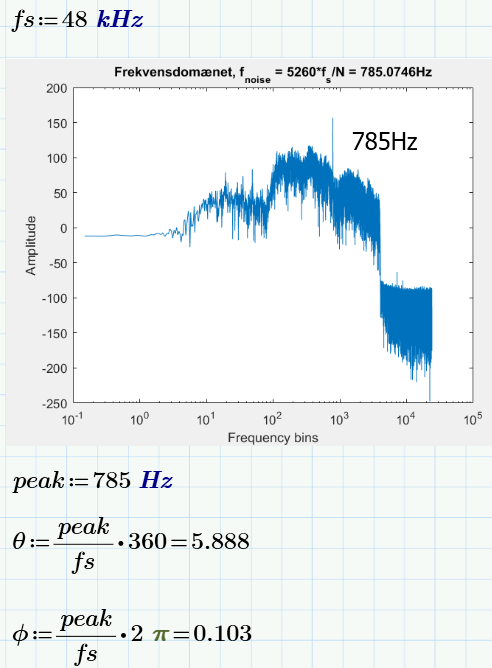 fs:=48 kHz
Frekvensdomænet, f_noise = 5260*f_s/N = 785.0746Hz
200
150
100
50
0
-50
-100
-150
-200
-250
Amplitude
785Hz
10^-1 10^0 10^1 10^2 10^3 10^4 10^5
Frequency bins
peak:=785 Hz
θ:=peak/fs•360=5.888
ϕ:=peak/fs•2 π=0.103